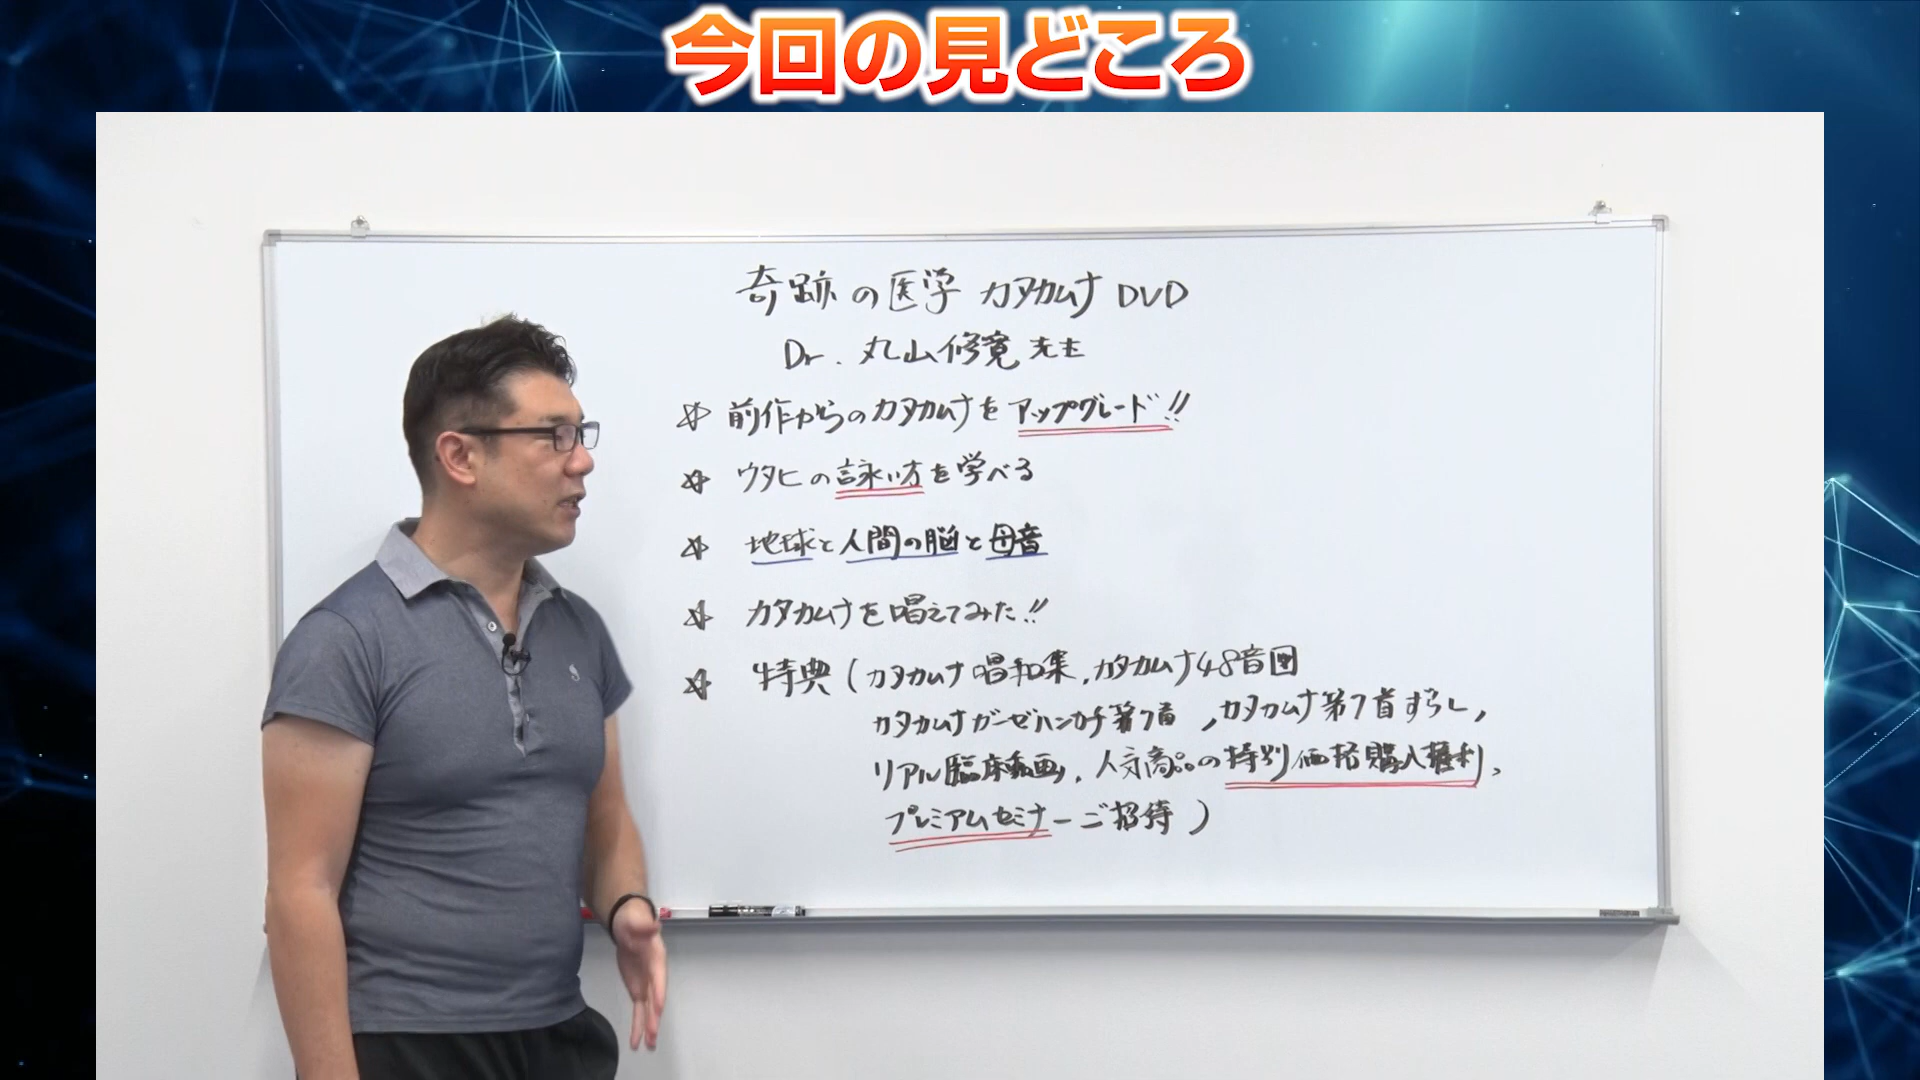 今回の見どころ
奇跡の医学 カタカムナ DVD
Dr. 丸山修寛 先生
☆ 前作からのカタカムナを アップグレード!!
☆ ウタヒの詠い方を学べる
☆ 地球と人間の脳と母音
☆ カタカムナを唱えてみた!!
☆ 特典(カタカムナ唱和集,カタカムナ48音図
カタカムナガーゼハンカチ第7首,カタカムナ第7首ずらし,
リアル臨床動画,人気商品の特別価格購入権利,
プレミアムセミナーご招待)